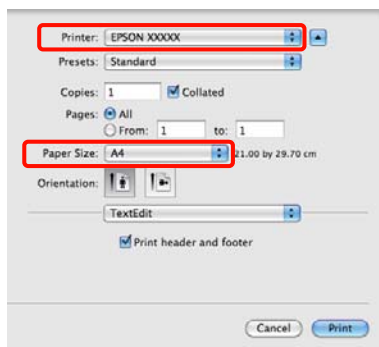 Printer: EPSON XXXXX
Presets: Standard
Copies: 1 Collated
Pages: All
From: 1 to: 1
Paper Size: A4 21.00 by 29.70 cm
Orientation:
TextEdit
Print header and footer
Cancel Print